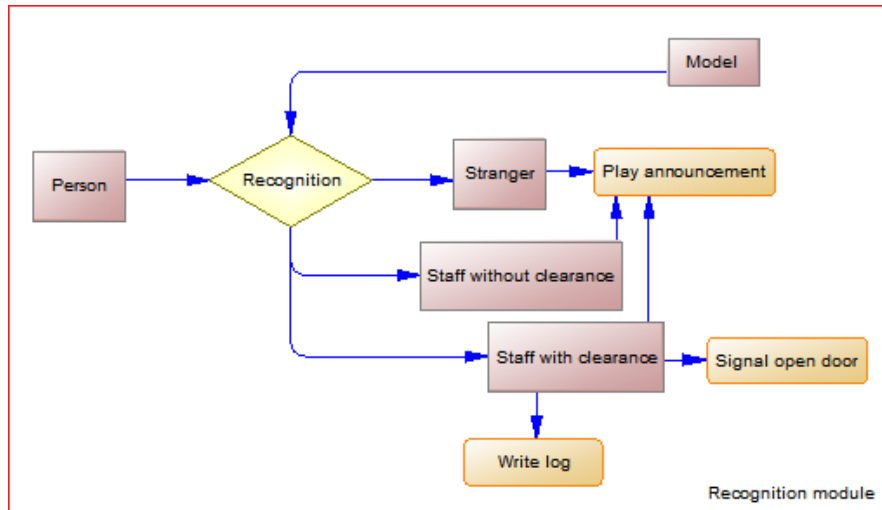 Model
Person
Recognition
Stranger
Play announcement
Staff without clearance
Staff with clearance
Signal open door
Write log
Recognition module